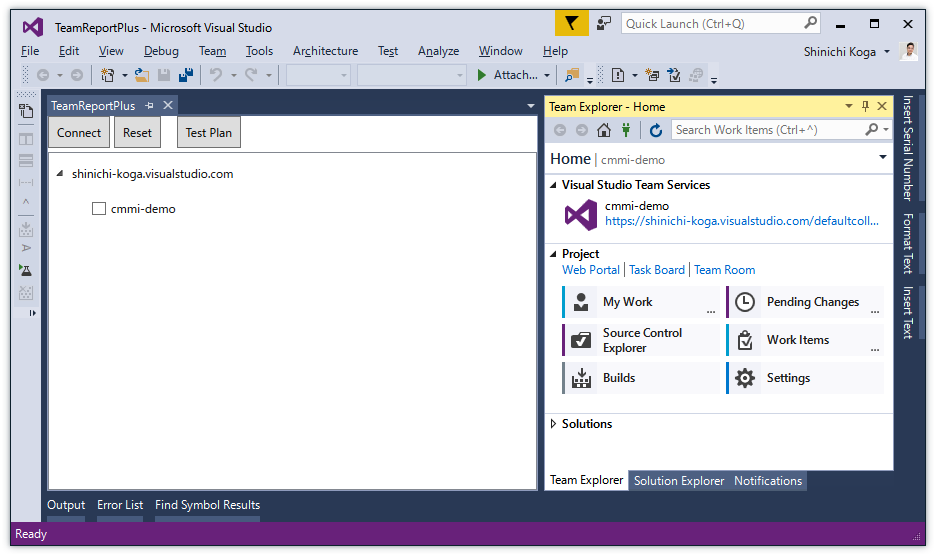 TeamReportPlus - Microsoft Visual Studio
Quick Launch (Ctrl+Q)
File Edit View Debug Team Tools Architecture Test Analyze Window Help
Shinichi Koga
Attach...
TeamReportPlus
Connect Reset Test Plan
shinichi-koga.visualstudio.com
cmmi-demo
Team Explorer - Home
Search Work Items (Ctrl+^)
Home | cmmi-demo
Visual Studio Team Services
cmmi-demo
https://shinichi-koga.visualstudio.com/defaultcoll...
Project
Web Portal | Task Board | Team Room
My Work ...
Pending Changes ...
Source Control
Explorer
Work Items ...
Builds
Settings
Solutions
Team Explorer Solution Explorer Notifications
Insert Serial Number
Format Text
Insert Text
Output Error List Find Symbol Results
Ready